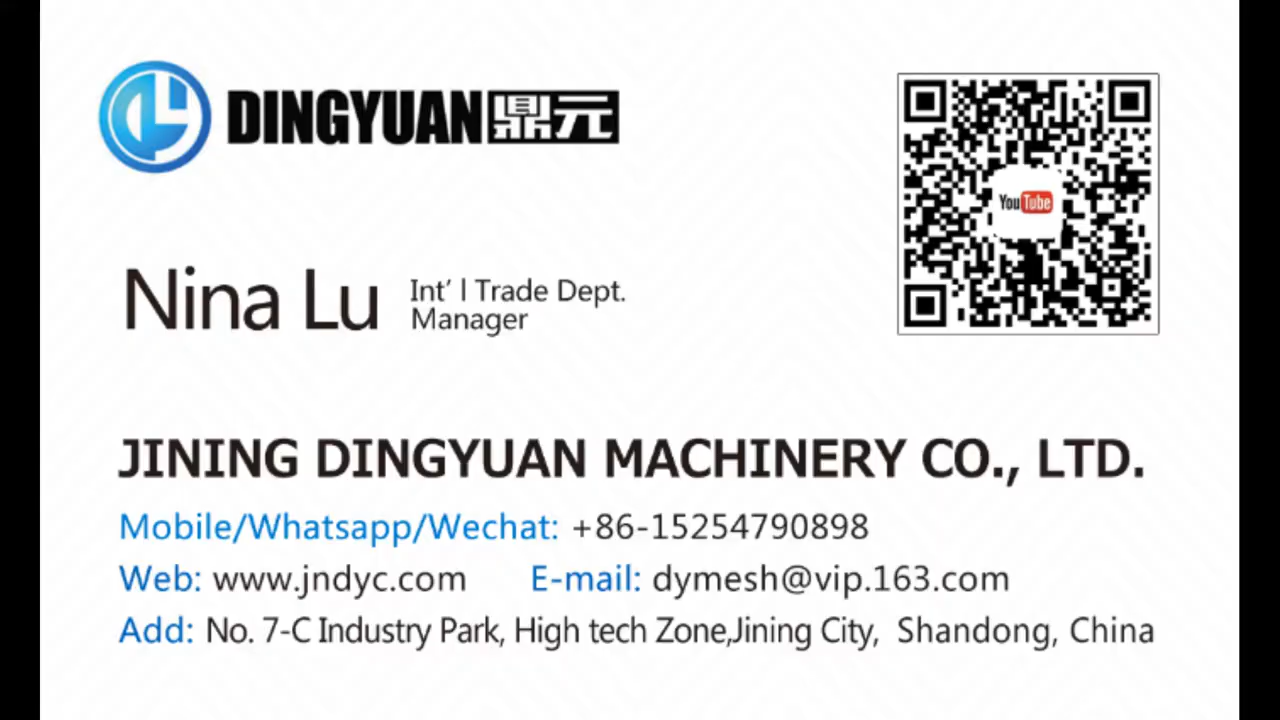 DINGYUAN鼎元
YouTube
Nina Lu
Int' l Trade Dept.
Manager
JINING DINGYUAN MACHINERY CO., LTD.
Mobile/Whatsapp/Wechat: +86-15254790898
Web: www.jndyc.com E-mail: dymesh@vip.163.com
Add: No. 7-C Industry Park, High tech Zone,Jining City, Shandong, China